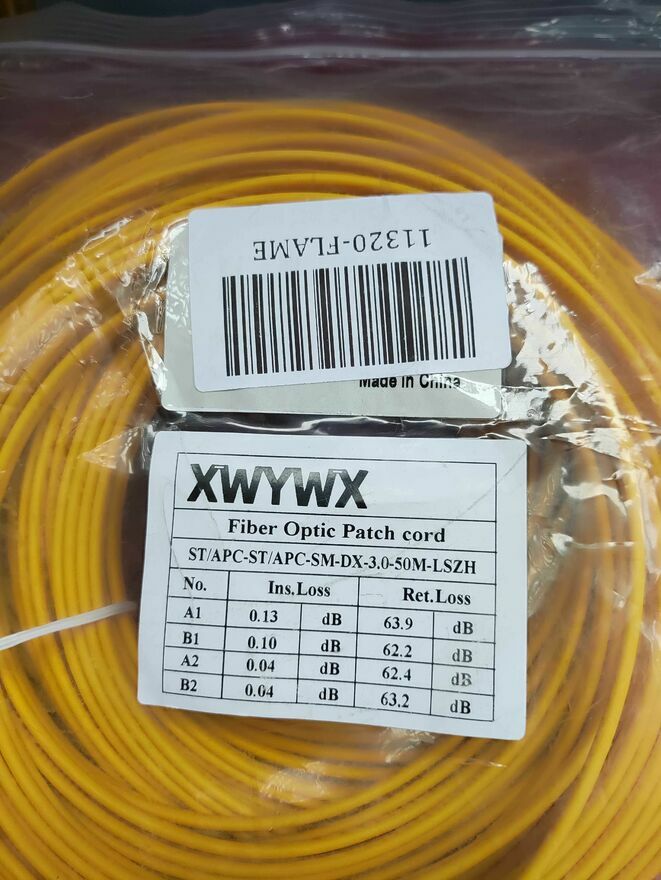 11320-FLAME
Made in China
XWYWX
Fiber Optic Patch cord
ST/APC-ST/APC-SM-DX-3.0-50M-LSZH
No. Ins.Loss Ret.Loss
A1 0.13 dB 63.9 dB
B1 0.10 dB 62.2 dB
A2 0.04 dB 62.4 dB
B2 0.04 dB 63.2 dB